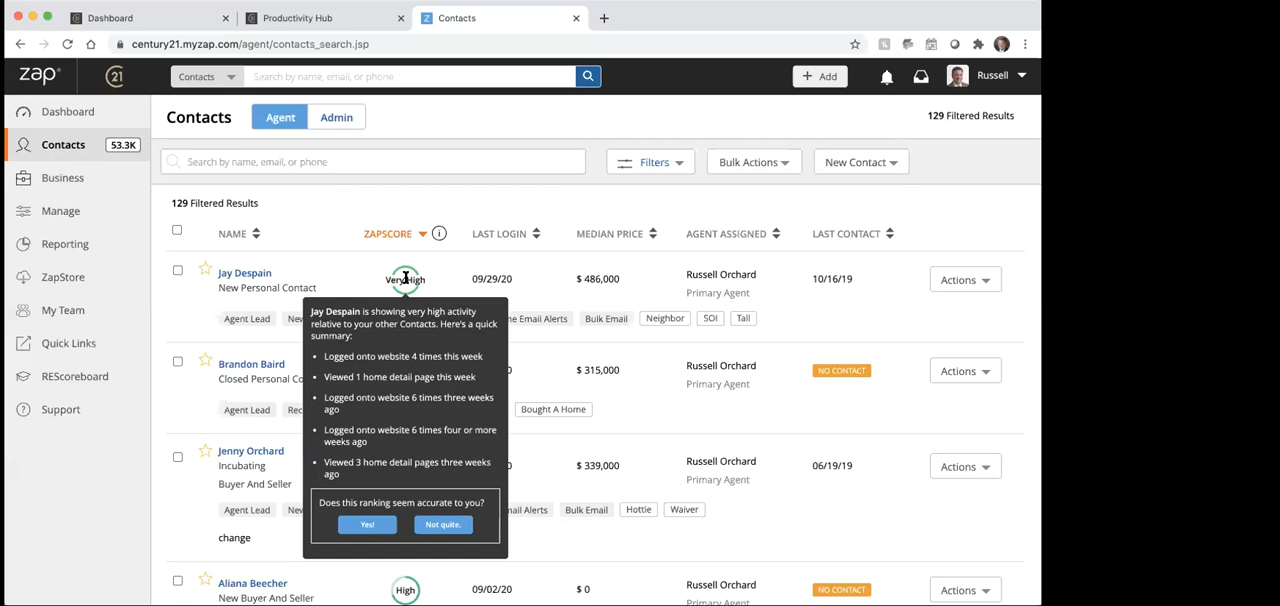 Dashboard
Productivity Hub
Contacts
century21.myzap.com/agent/contacts_search.jsp
zap®
21
Contacts
Search by name, email, or phone
+ Add
Russell
Dashboard
Contacts
53.3K
Business
Manage
Reporting
ZapStore
My Team
Quick Links
REScoreboard
Support
Contacts
Agent
Admin
129 Filtered Results
Search by name, email, or phone
Filters
Bulk Actions
New Contact
129 Filtered Results
NAME
ZAPSCORE
LAST LOGIN
MEDIAN PRICE
AGENT ASSIGNED
LAST CONTACT
Jay Despain
New Personal Contact
Very High
09/29/20
$ 486,000
Russell Orchard
Primary Agent
10/16/19
Actions
Agent Lead
Email Alerts
Bulk Email
Neighbor
SOI
Tall
Jay Despain is showing very high activity
relative to your other Contacts. Here's a quick
summary:
• Logged onto website 4 times this week
• Viewed 1 home detail page this week
• Logged onto website 6 times three weeks
ago
• Logged onto website 6 times four or more
weeks ago
• Viewed 3 home detail pages three weeks
ago
Does this ranking seem accurate to you?
Yes!
Not quite.
Brandon Baird
Closed Personal
$ 315,000
Russell Orchard
Primary Agent
NO CONTACT
Actions
Agent Lead
Bought A Home
Jenny Orchard
Incubating
Buyer And Seller
$ 339,000
Russell Orchard
Primary Agent
06/19/19
Actions
Agent Lead
Alerts
Bulk Email
Hottie
Waiver
change
Aliana Beecher
New Buyer And Seller
High
09/02/20
$ 0
Russell Orchard
Primary Agent
NO CONTACT
Actions